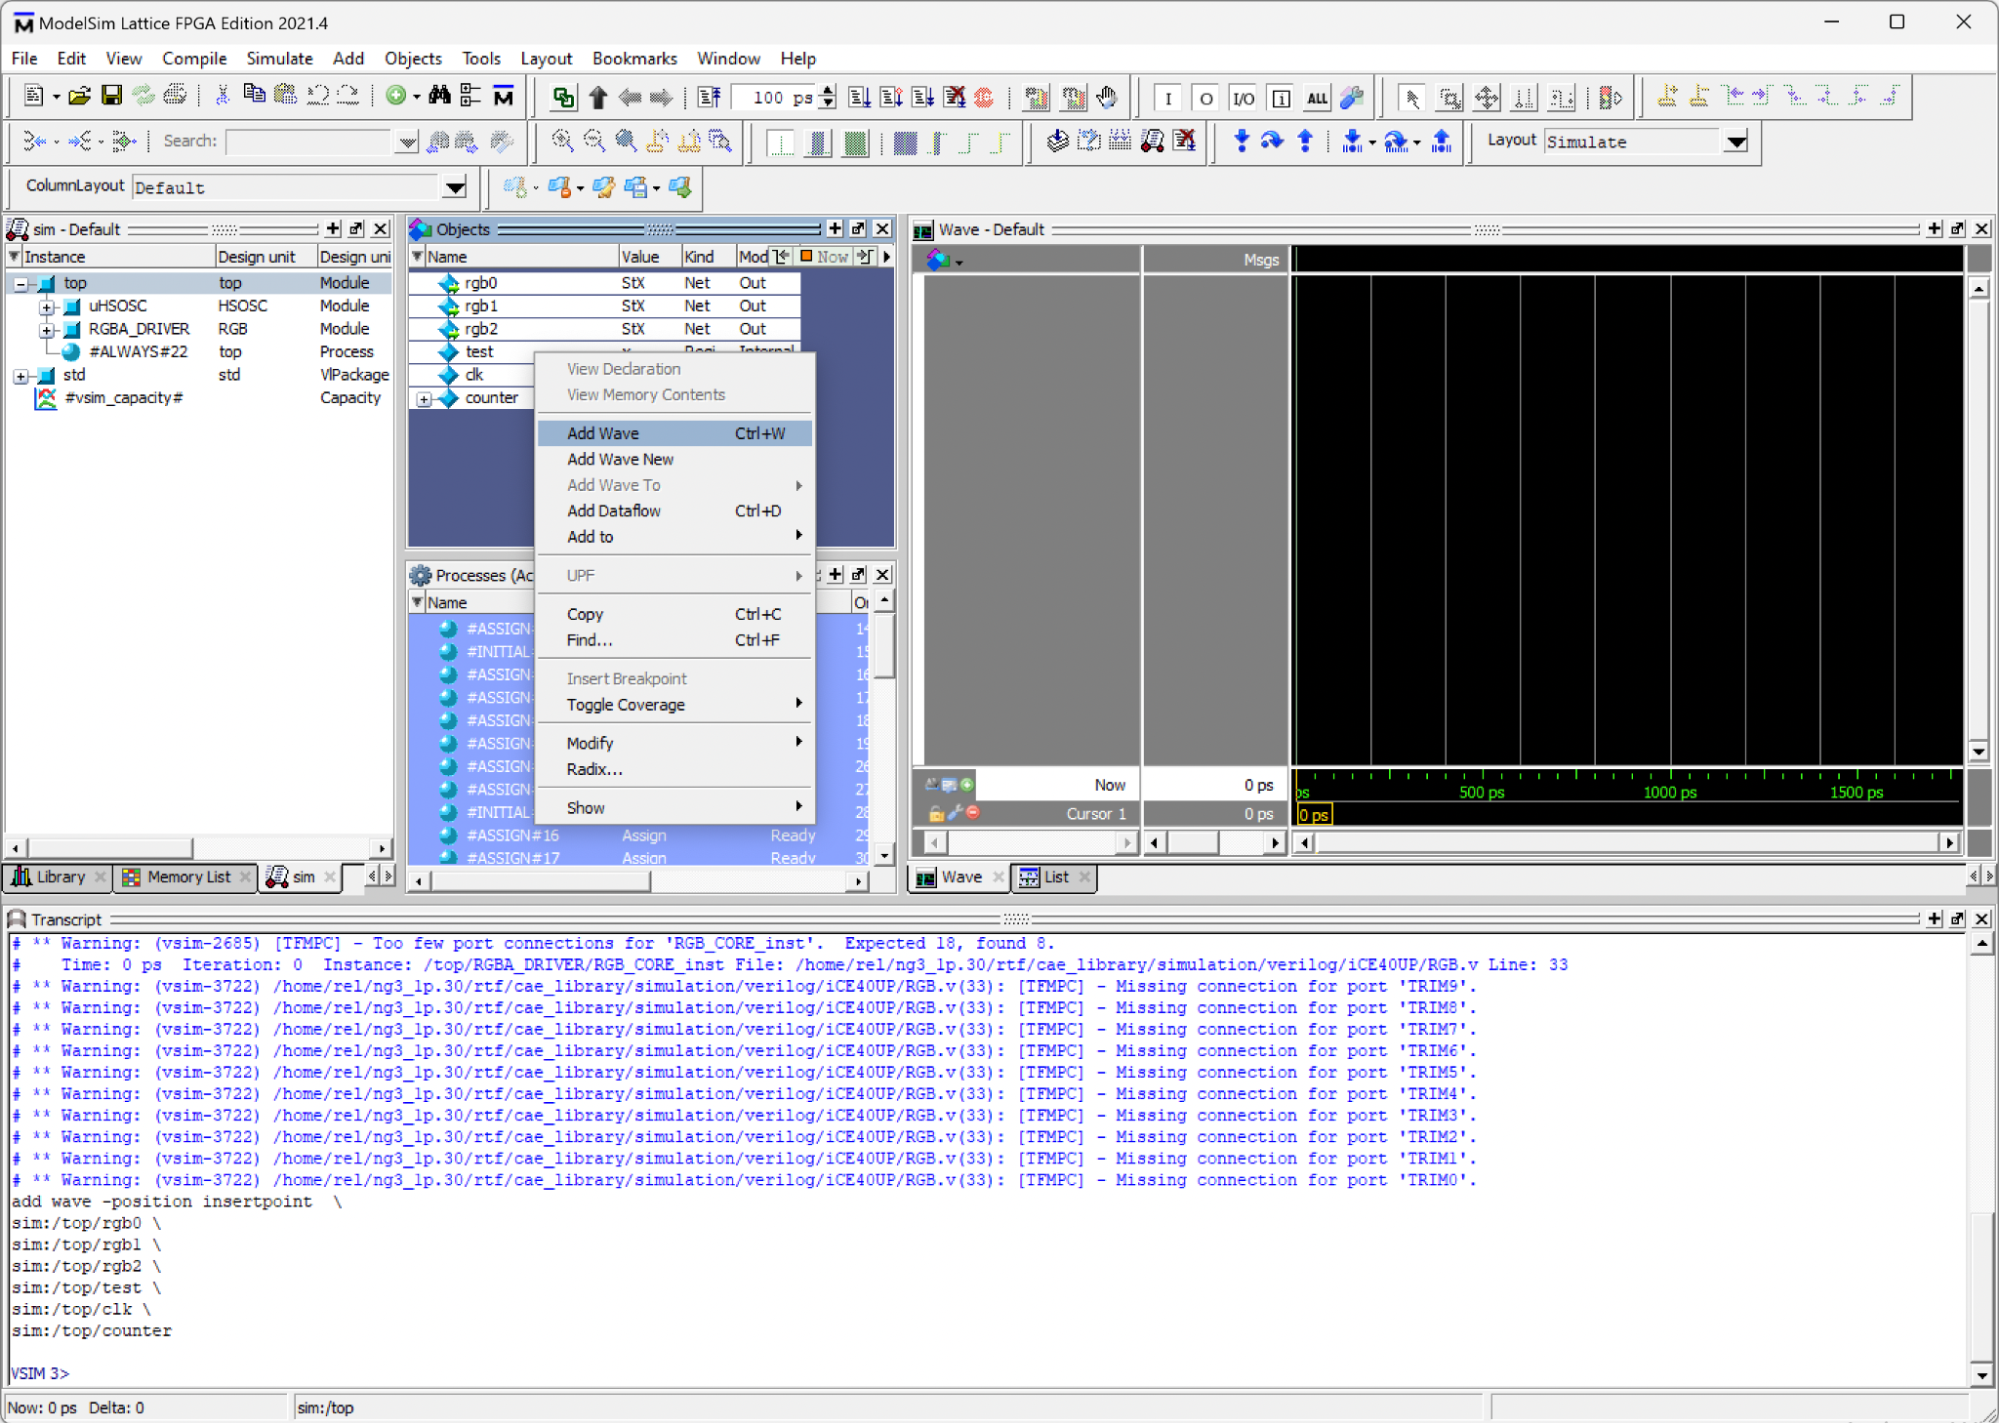 ModelSim Lattice FPGA Edition 2021.4
File Edit View Compile Simulate Add Objects Tools Layout Bookmarks Window Help
100 ps
I O I/O i ALL
Search:
Layout Simulate
ColumnLayout Default
sim - Default
Instance Design unit Design uni
top top Module
uHSOSC HSOSC Module
RGBA_DRIVER RGB Module
#ALWAYS#22 top Process
std std VlPackage
#vsim_capacity# Capacity
Library Memory List sim
Objects
Name Value Kind Mod Now
rgb0 StX Net Out
rgb1 StX Net Out
rgb2 StX Net Out
test
clk
counter
View Declaration
View Memory Contents
Add Wave Ctrl+W
Add Wave New
Add Wave To
Add Dataflow Ctrl+D
Add to
UPF
Copy Ctrl+C
Find... Ctrl+F
Insert Breakpoint
Toggle Coverage
Modify
Radix...
Show
Processes (Ac
Name
#ASSIGN 14
#INITIAL 15
#ASSIGN 16
#ASSIGN 17
#ASSIGN 18
#ASSIGN 19
#ASSIGN 26
#ASSIGN 27
#INITIAL 28
#ASSIGN#16 Assign Ready 29
#ASSIGN#17 Assign Ready 30
Wave - Default
Msgs
Now 0 ps
Cursor 1 0 ps
ps 500 ps 1000 ps 1500 ps
0 ps
Wave List
Transcript
# ** Warning: (vsim-2685) [TFMPC] - Too few port connections for 'RGB_CORE_inst'.  Expected 18, found 8.
#    Time: 0 ps  Iteration: 0  Instance: /top/RGBA_DRIVER/RGB_CORE_inst File: /home/rel/ng3_1p.30/rtf/cae_library/simulation/verilog/iCE40UP/RGB.v Line: 33
# ** Warning: (vsim-3722) /home/rel/ng3_1p.30/rtf/cae_library/simulation/verilog/iCE40UP/RGB.v(33): [TFMPC] - Missing connection for port 'TRIM9'.
# ** Warning: (vsim-3722) /home/rel/ng3_1p.30/rtf/cae_library/simulation/verilog/iCE40UP/RGB.v(33): [TFMPC] - Missing connection for port 'TRIM8'.
# ** Warning: (vsim-3722) /home/rel/ng3_1p.30/rtf/cae_library/simulation/verilog/iCE40UP/RGB.v(33): [TFMPC] - Missing connection for port 'TRIM7'.
# ** Warning: (vsim-3722) /home/rel/ng3_1p.30/rtf/cae_library/simulation/verilog/iCE40UP/RGB.v(33): [TFMPC] - Missing connection for port 'TRIM6'.
# ** Warning: (vsim-3722) /home/rel/ng3_1p.30/rtf/cae_library/simulation/verilog/iCE40UP/RGB.v(33): [TFMPC] - Missing connection for port 'TRIM5'.
# ** Warning: (vsim-3722) /home/rel/ng3_1p.30/rtf/cae_library/simulation/verilog/iCE40UP/RGB.v(33): [TFMPC] - Missing connection for port 'TRIM4'.
# ** Warning: (vsim-3722) /home/rel/ng3_1p.30/rtf/cae_library/simulation/verilog/iCE40UP/RGB.v(33): [TFMPC] - Missing connection for port 'TRIM3'.
# ** Warning: (vsim-3722) /home/rel/ng3_1p.30/rtf/cae_library/simulation/verilog/iCE40UP/RGB.v(33): [TFMPC] - Missing connection for port 'TRIM2'.
# ** Warning: (vsim-3722) /home/rel/ng3_1p.30/rtf/cae_library/simulation/verilog/iCE40UP/RGB.v(33): [TFMPC] - Missing connection for port 'TRIM1'.
# ** Warning: (vsim-3722) /home/rel/ng3_1p.30/rtf/cae_library/simulation/verilog/iCE40UP/RGB.v(33): [TFMPC] - Missing connection for port 'TRIM0'.
add wave -position insertpoint  \
sim:/top/rgb0 \
sim:/top/rgb1 \
sim:/top/rgb2 \
sim:/top/test \
sim:/top/clk \
sim:/top/counter
VSIM 3>
Now: 0 ps Delta: 0 sim:/top